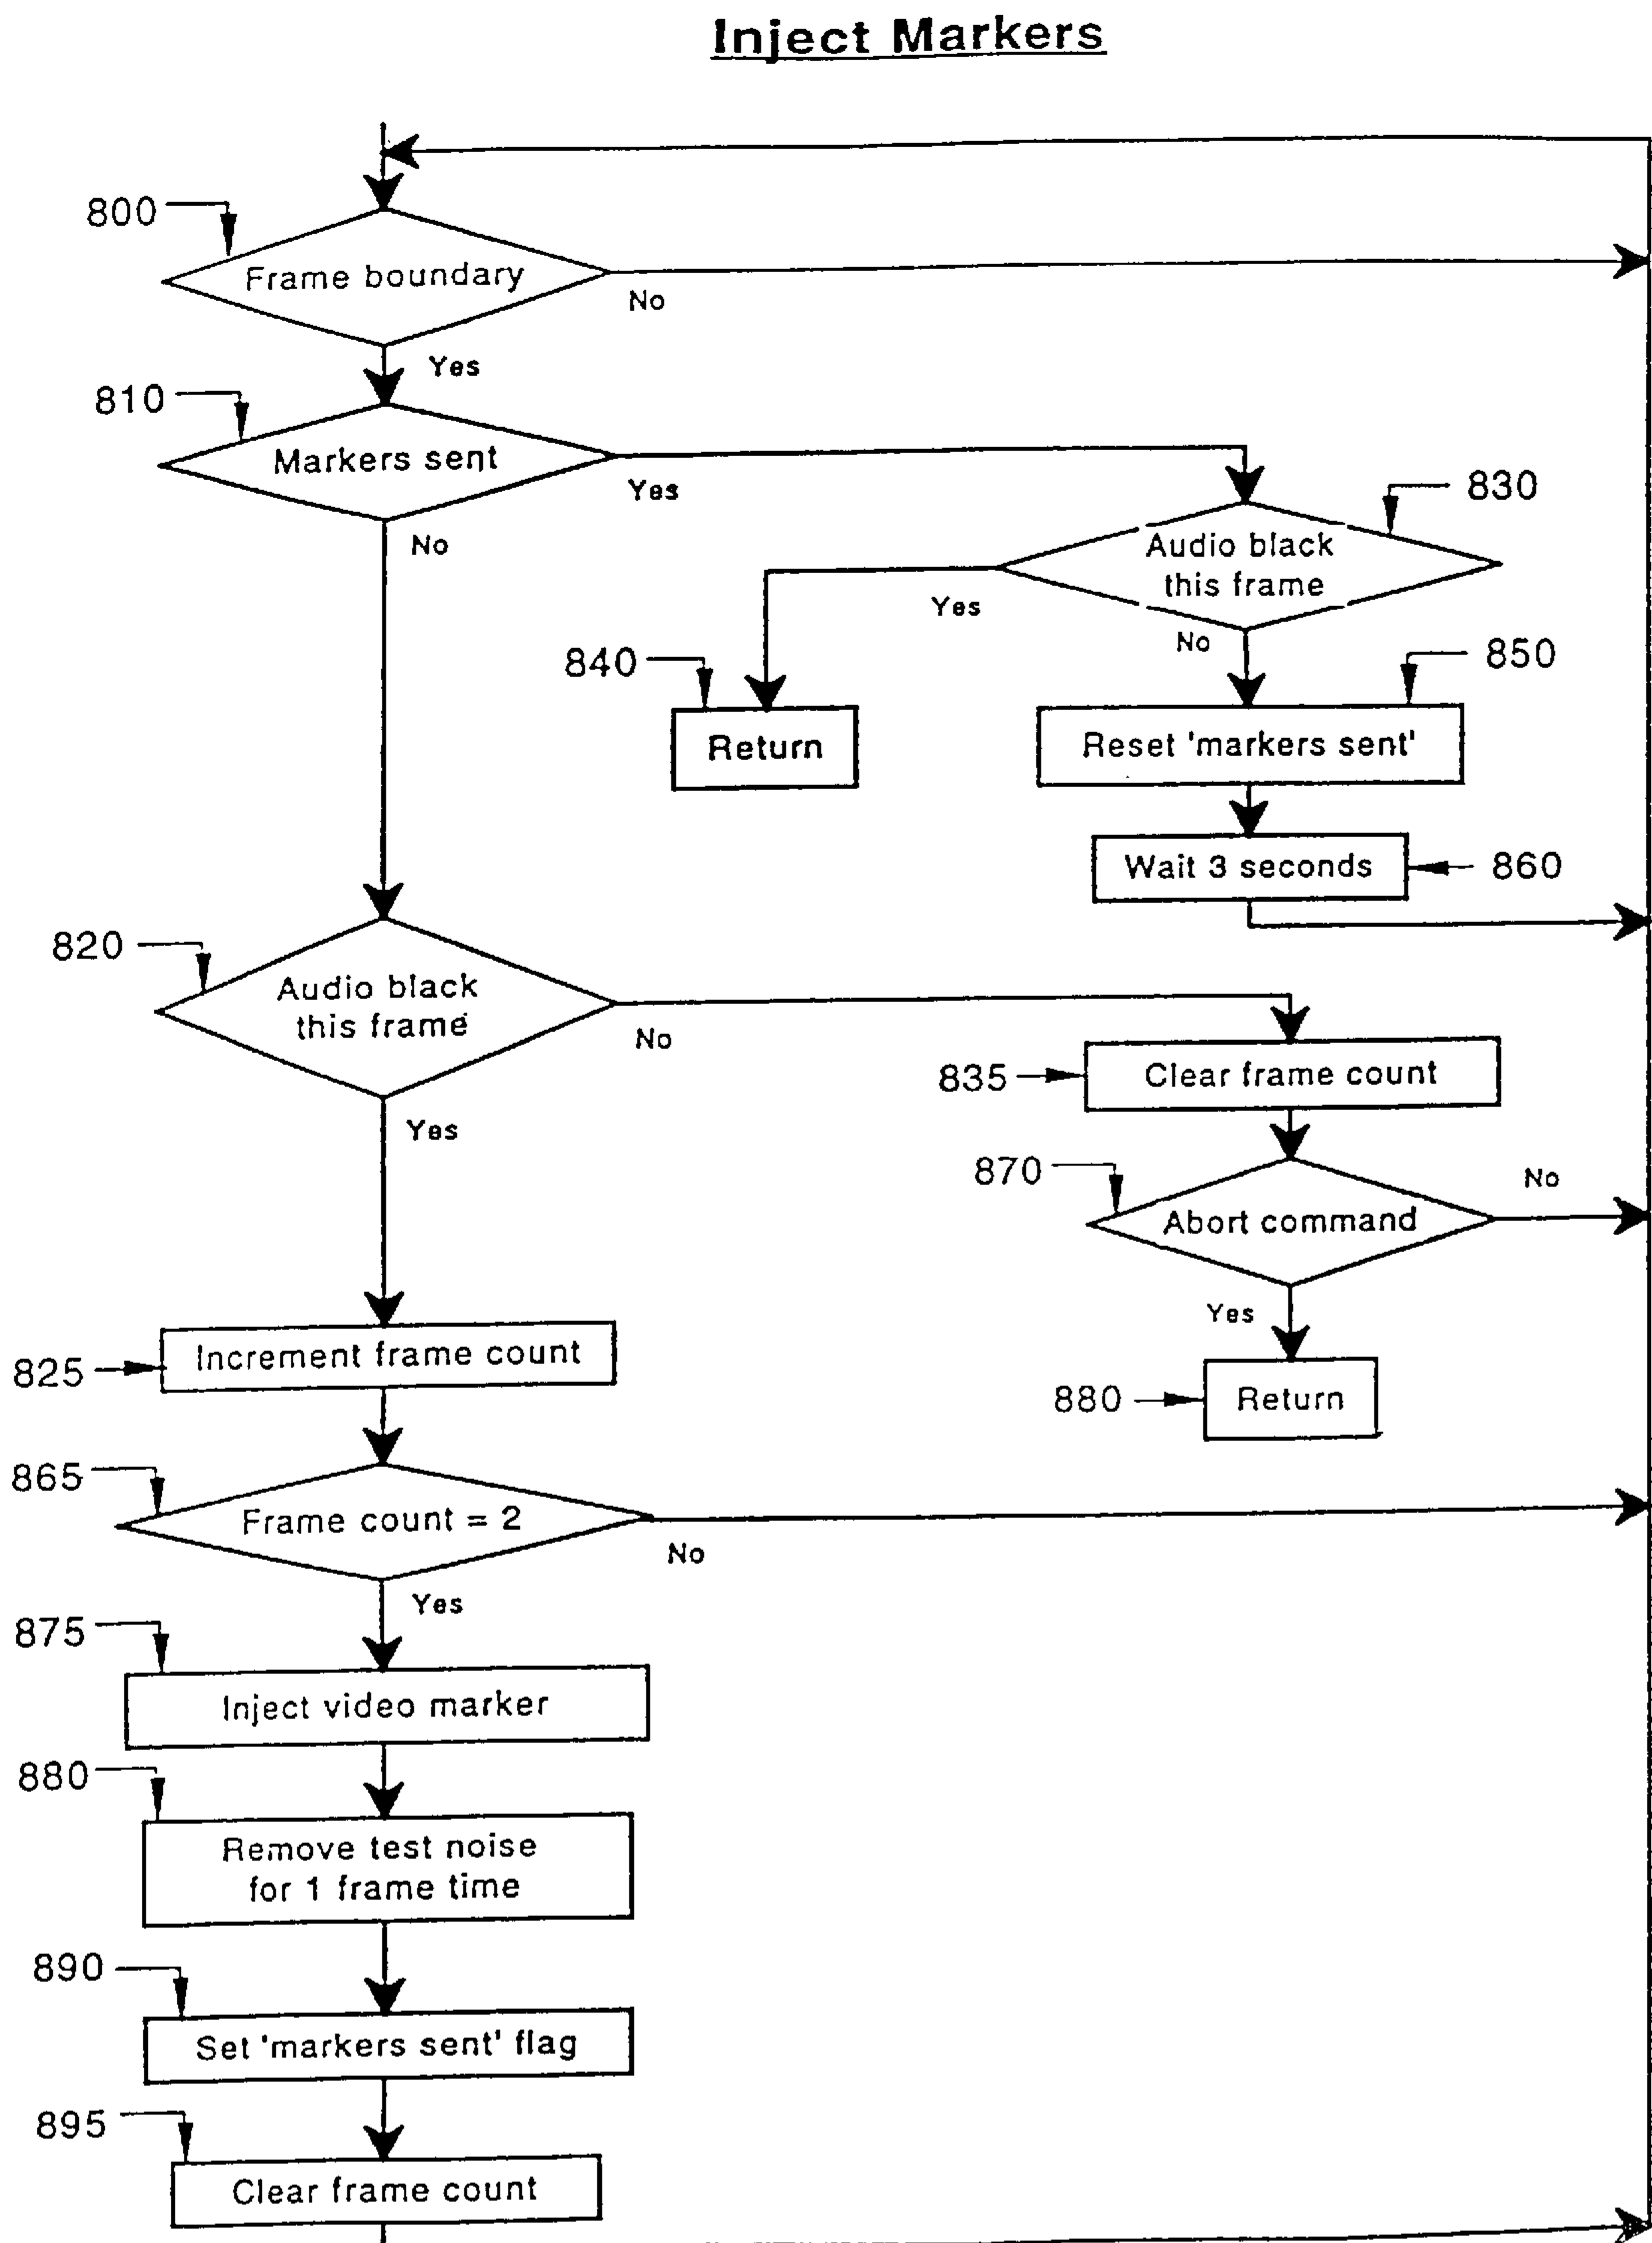 Inject Markers
800
Frame boundary
No
Yes
810
Markers sent
Yes
No
830
Audio black
this frame
Yes
No
840
Return
850
Reset 'markers sent'
Wait 3 seconds
860
820
Audio black
this frame
No
Yes
835
Clear frame count
870
Abort command
No
Yes
880
Return
825
Increment frame count
865
Frame count = 2
No
Yes
875
Inject video marker
880
Remove test noise
for 1 frame time
890
Set 'markers sent' flag
895
Clear frame count